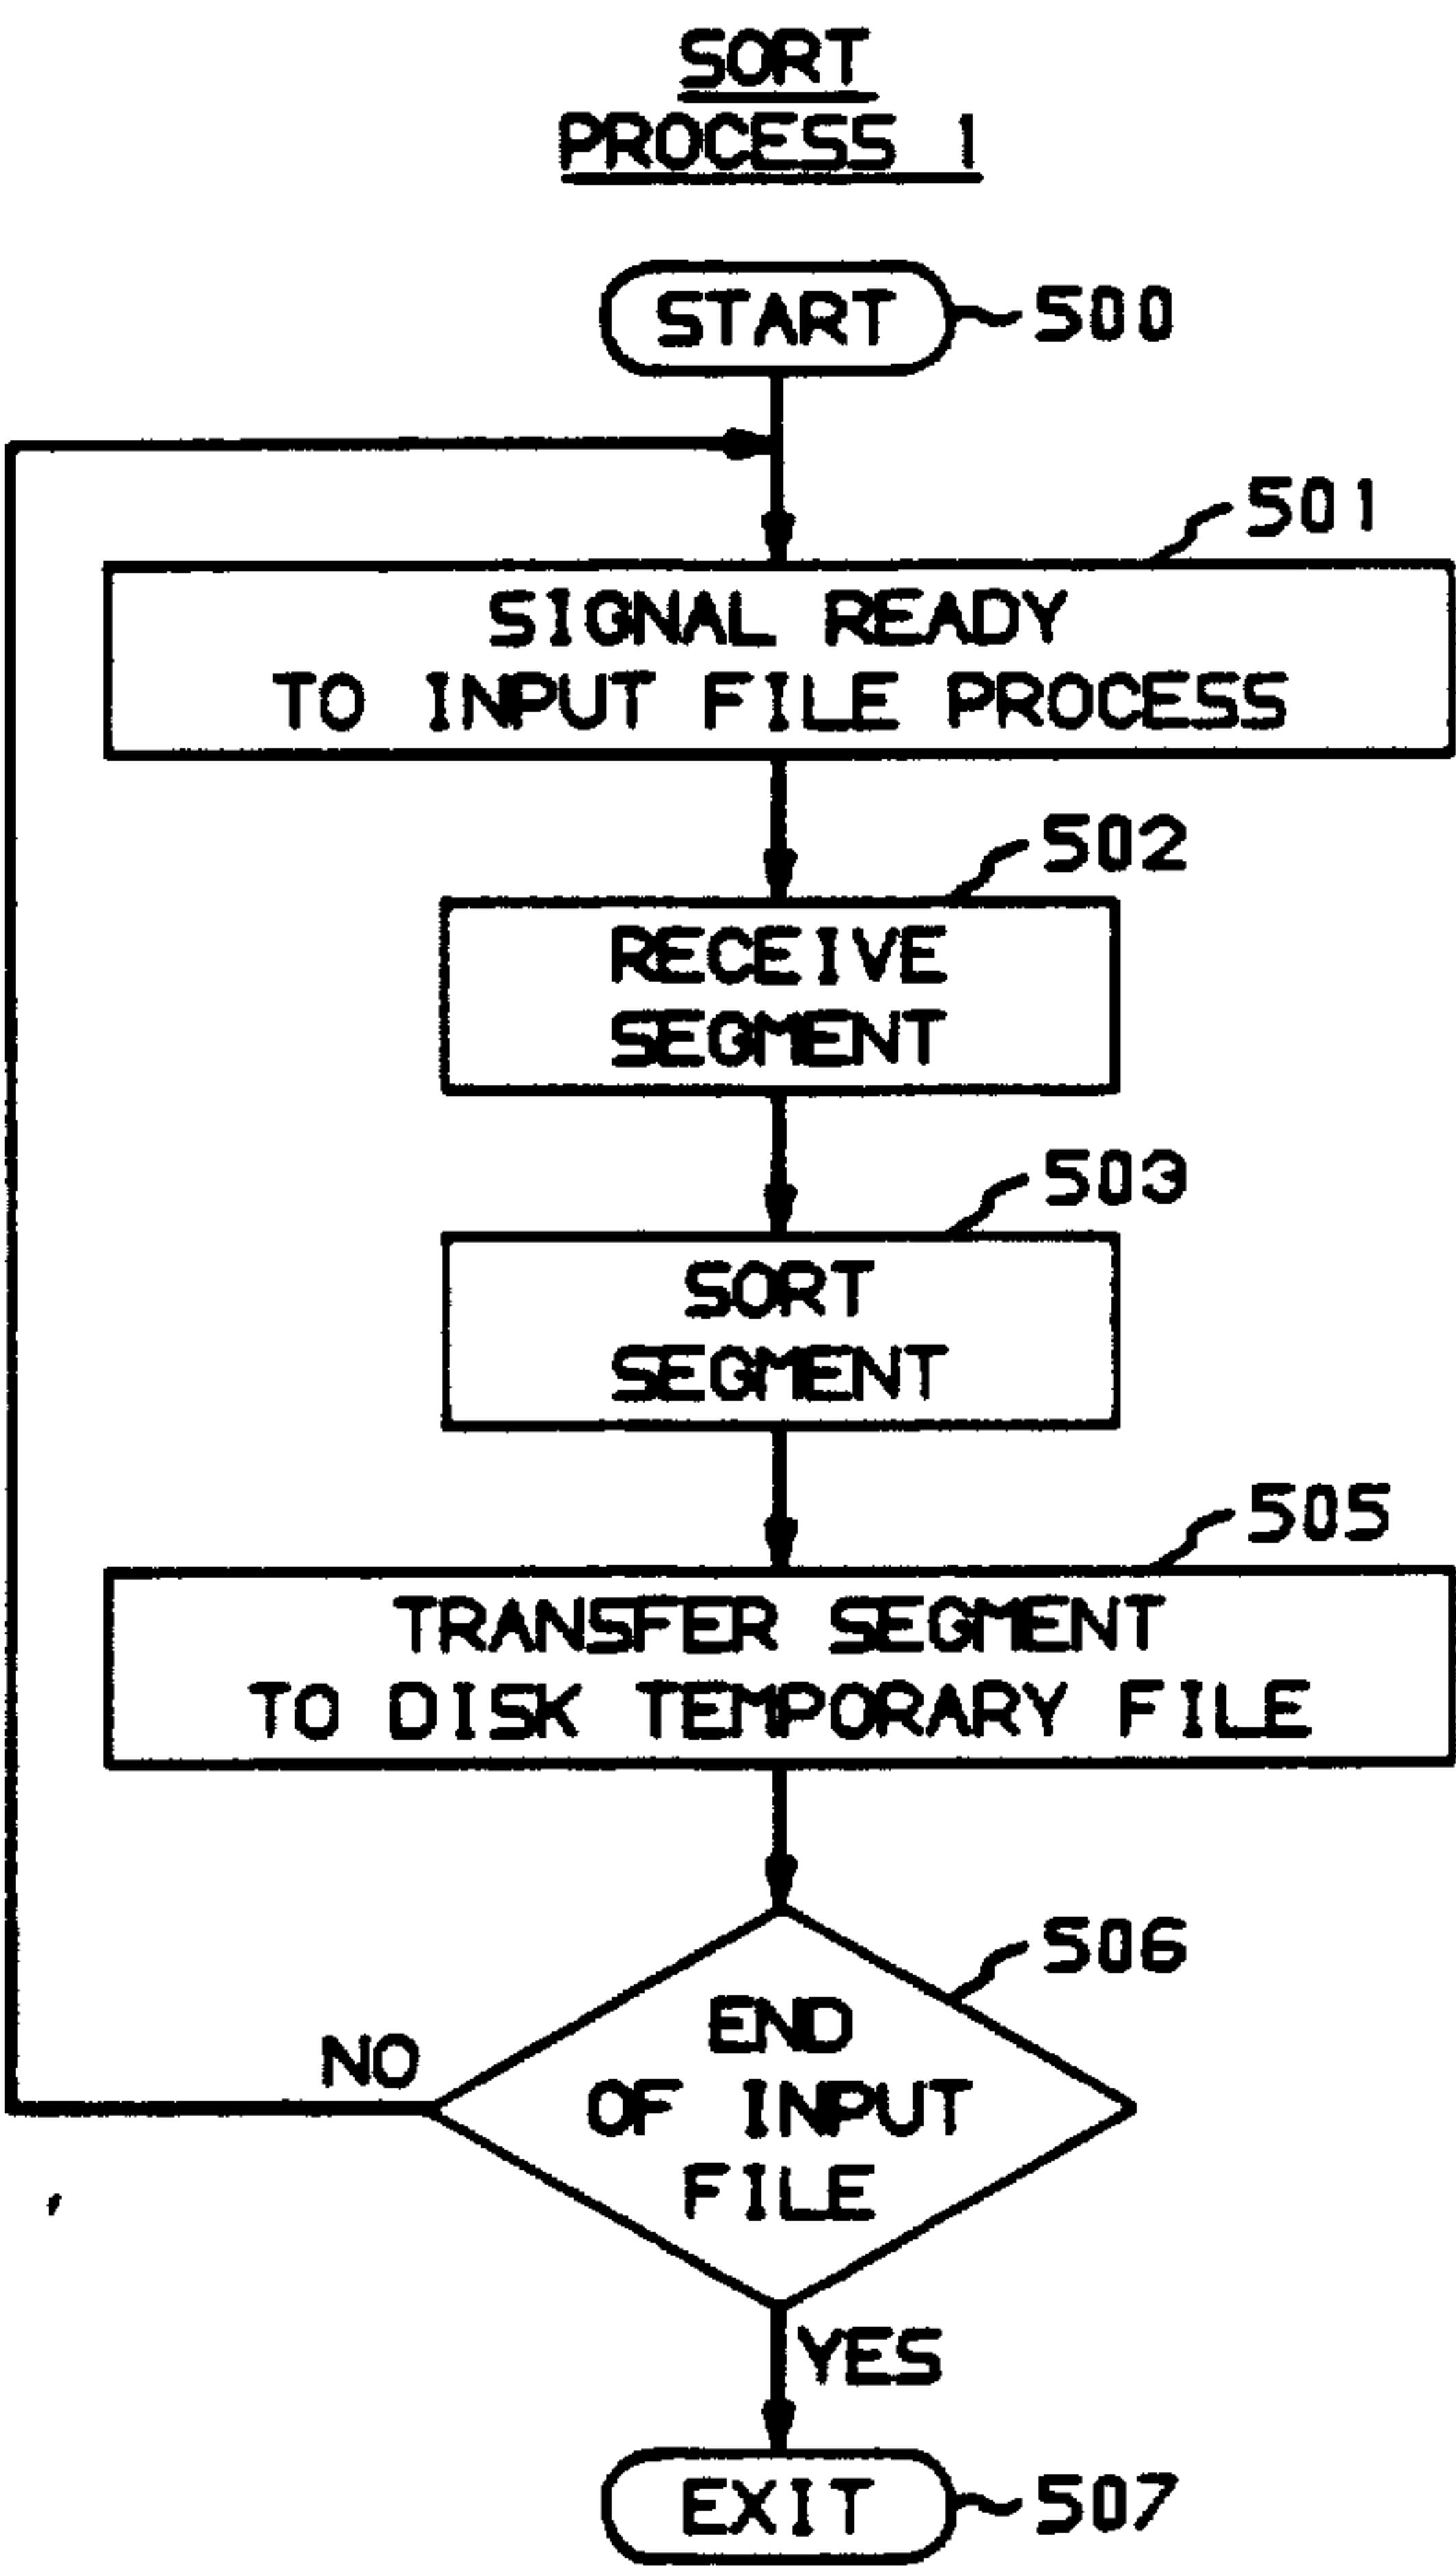 SORT
PROCESS 1
START
500
501
SIGNAL READY
TO INPUT FILE PROCESS
502
RECEIVE
SEGMENT
503
SORT
SEGMENT
505
TRANSFER SEGMENT
TO DISK TEMPORARY FILE
506
END
OF INPUT
FILE
NO
YES
EXIT
507